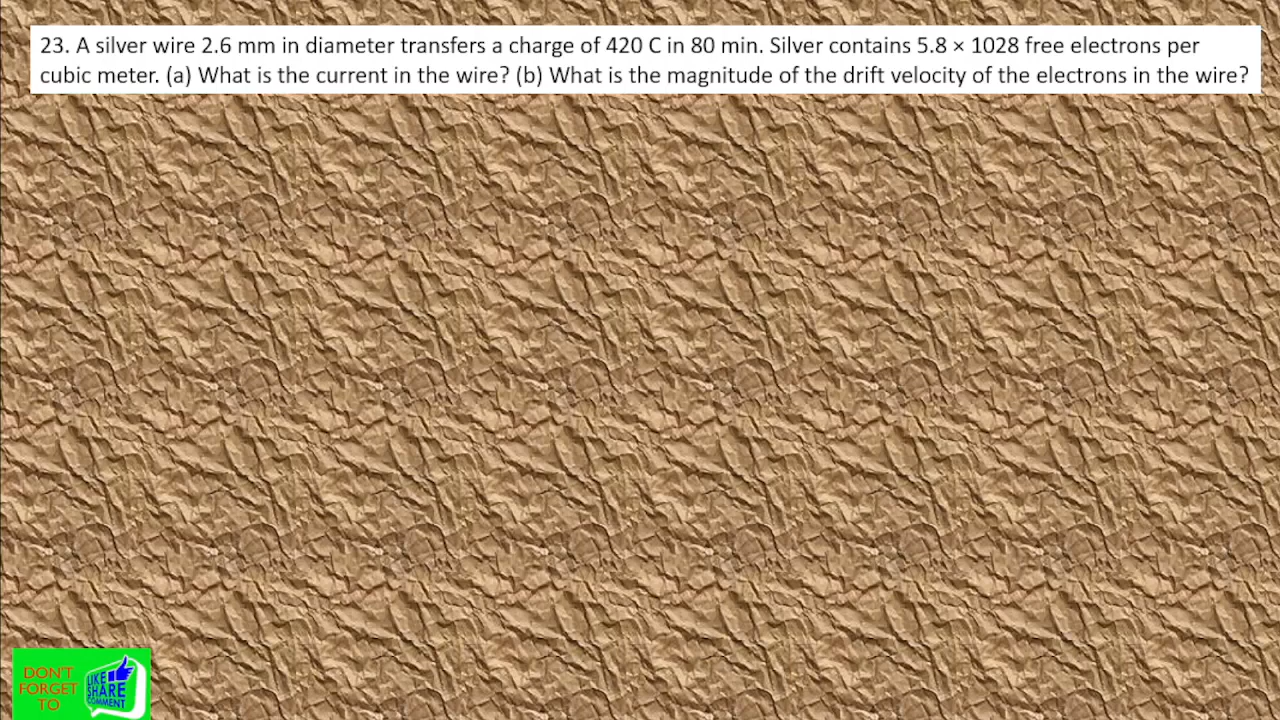 23. A silver wire 2.6 mm in diameter transfers a charge of 420 C in 80 min. Silver contains 5.8 × 1028 free electrons per
cubic meter. (a) What is the current in the wire? (b) What is the magnitude of the drift velocity of the electrons in the wire?
DON'T
FORGET
TO
LIKE
SHARE
COMMENT